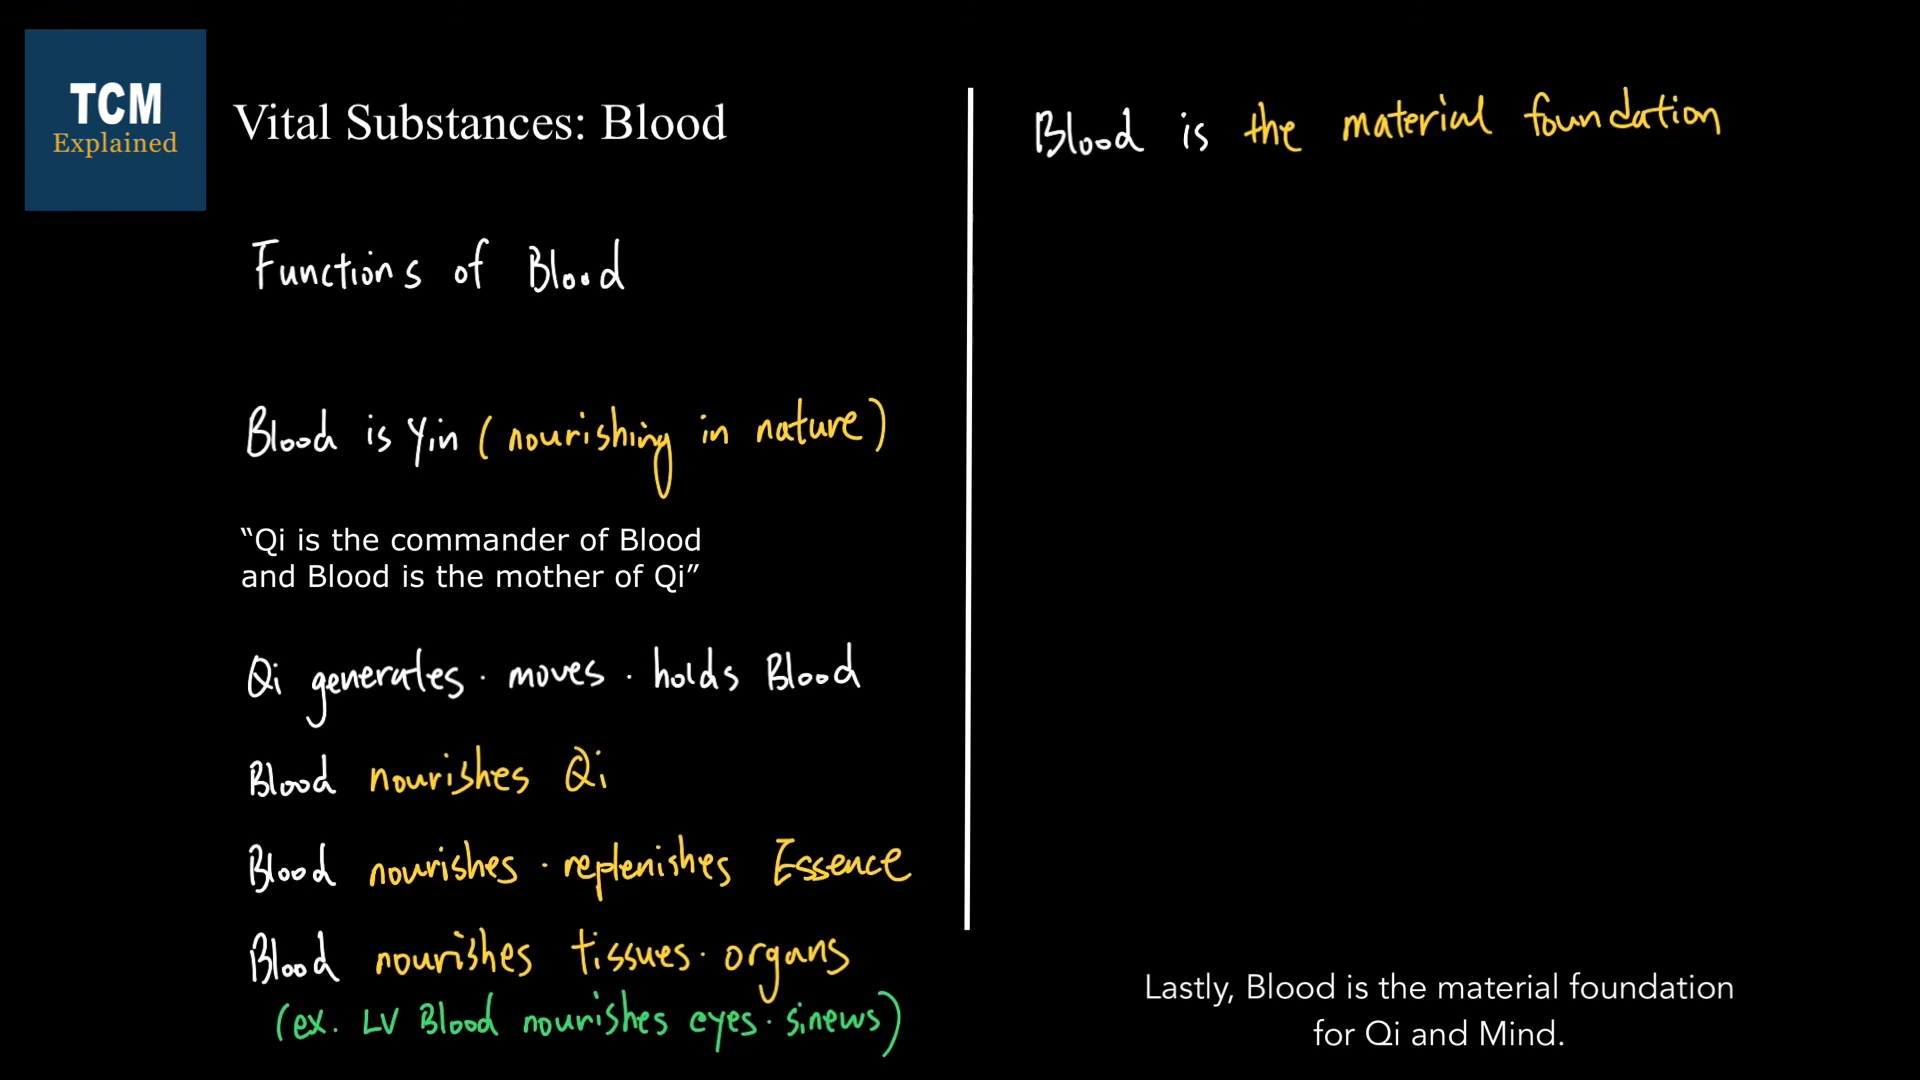 TCM
Explained
Vital Substances: Blood
Functions of Blood
Blood is Yin (nourishing in nature)
“Qi is the commander of Blood
and Blood is the mother of Qi”
Qi generates · moves · holds Blood
Blood nourishes Qi
Blood nourishes · replenishes Essence
Blood nourishes tissues · organs
(ex. LV Blood nourishes eyes · sinews)
Blood is the material foundation
Lastly, Blood is the material foundation
for Qi and Mind.